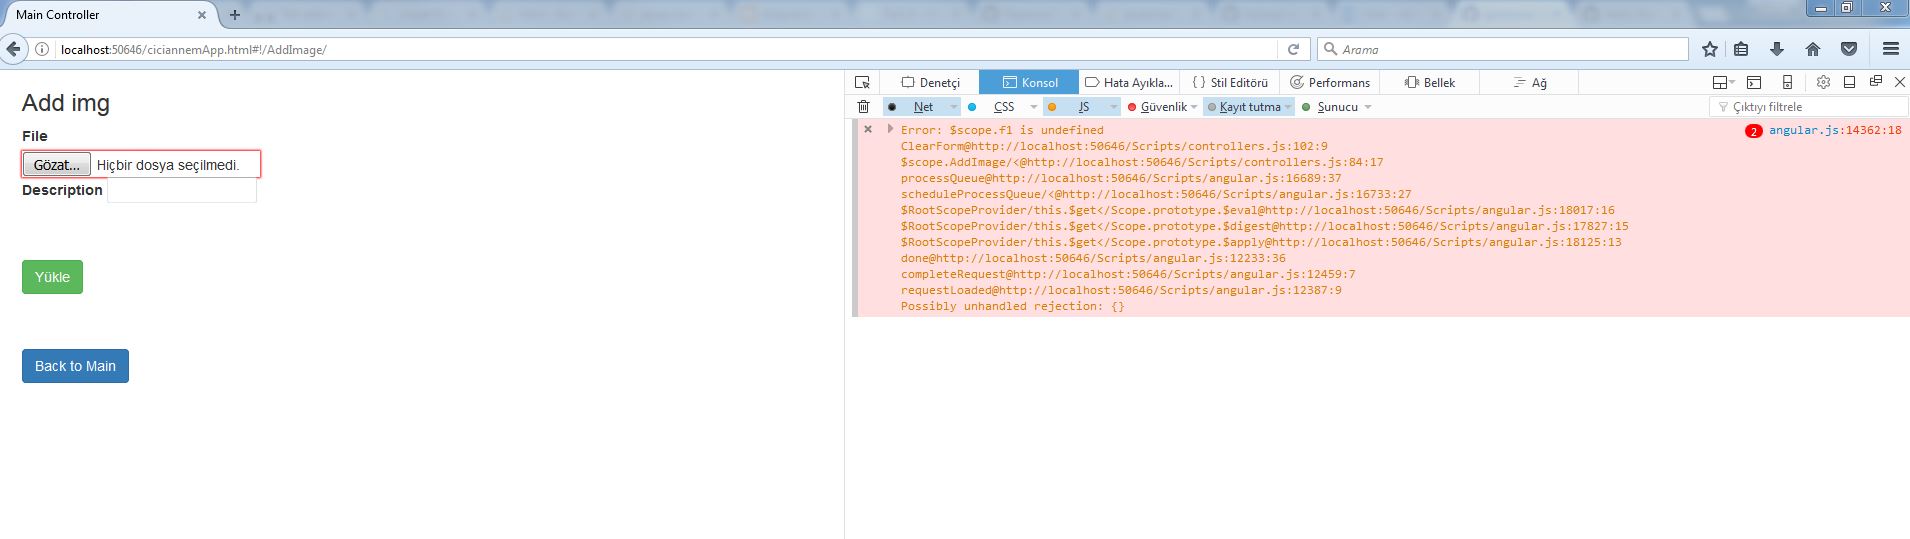 Main Controller
localhost:50646/ciciannemApp.html#!/AddImage/
Arama
Add img
File
Gözat... Hiçbir dosya seçilmedi.
Description
Yükle
Back to Main
Denetçi Konsol Hata Ayıkla... Stil Editörü Performans Bellek Ağ
Net CSS JS Güvenlik Kayıt tutma Sunucu Çıktıyı filtrele
Error: $scope.f1 is undefined 2 angular.js:14362:18
ClearForm@http://localhost:50646/Scripts/controllers.js:102:9
$scope.AddImage/<@http://localhost:50646/Scripts/controllers.js:84:17
processQueue@http://localhost:50646/Scripts/angular.js:16689:37
scheduleProcessQueue/<@http://localhost:50646/Scripts/angular.js:16733:27
$RootScopeProvider/this.$get</Scope.prototype.$eval@http://localhost:50646/Scripts/angular.js:18017:16
$RootScopeProvider/this.$get</Scope.prototype.$digest@http://localhost:50646/Scripts/angular.js:17827:15
$RootScopeProvider/this.$get</Scope.prototype.$apply@http://localhost:50646/Scripts/angular.js:18125:13
done@http://localhost:50646/Scripts/angular.js:12233:36
completeRequest@http://localhost:50646/Scripts/angular.js:12459:7
requestLoaded@http://localhost:50646/Scripts/angular.js:12387:9
Possibly unhandled rejection: {}